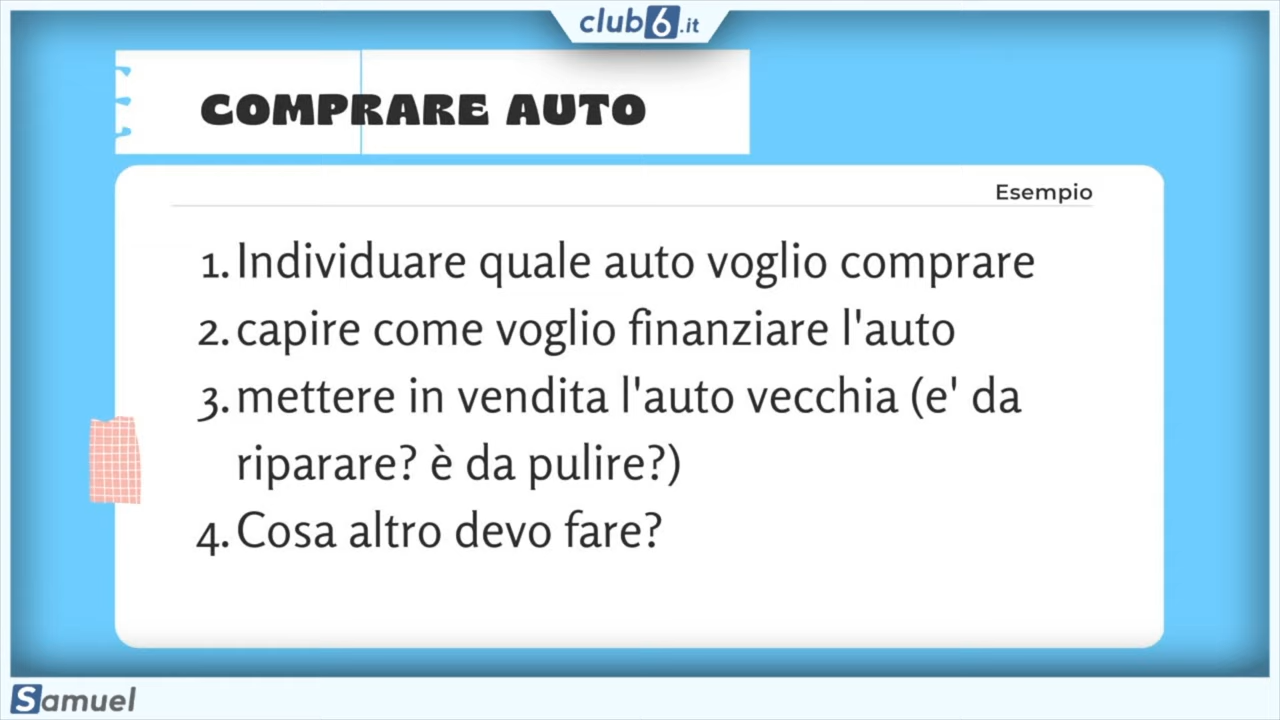 club6.it
COMPRARE AUTO
Esempio
1. Individuare quale auto voglio comprare
2. capire come voglio finanziare l'auto
3. mettere in vendita l'auto vecchia (e' da
riparare? è da pulire?)
4. Cosa altro devo fare?
Samuel